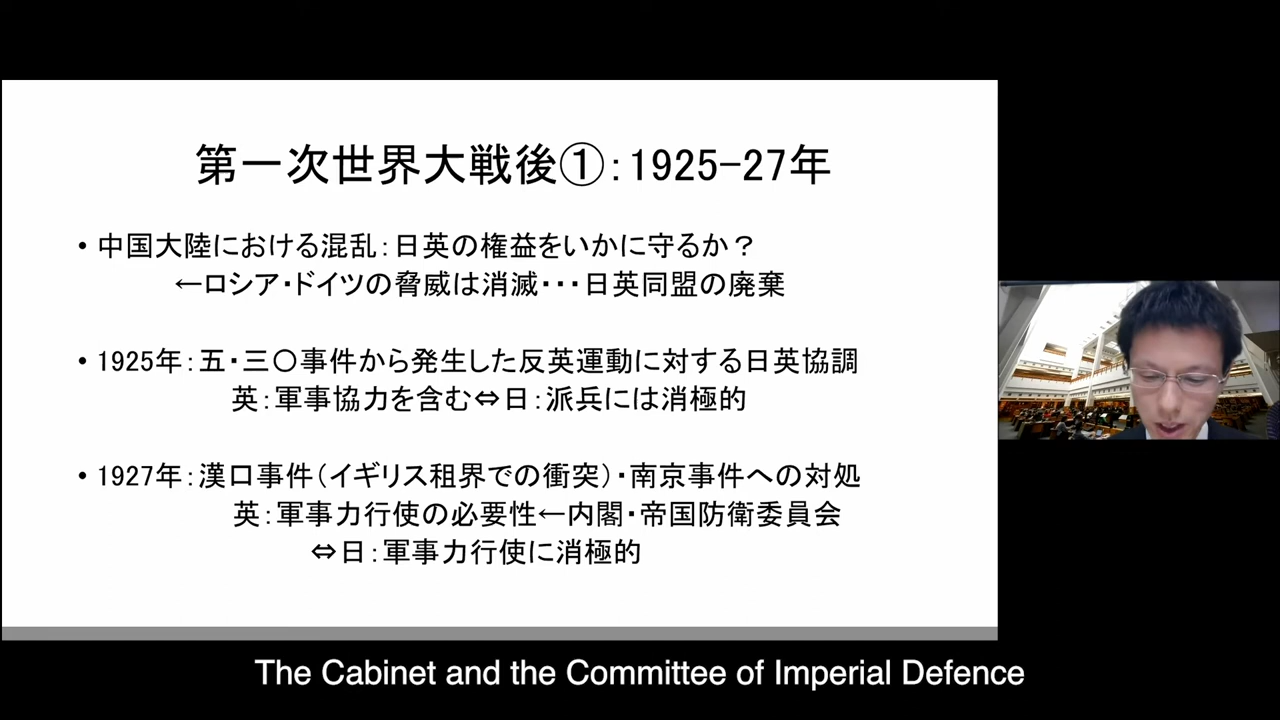 第一次世界大戦後①：1925-27年
• 中国大陸における混乱：日英の権益をいかに守るか？
←ロシア・ドイツの脅威は消滅・・・日英同盟の廃棄
• 1925年：五・三〇事件から発生した反英運動に対する日英協調
英：軍事協力を含む⇔日：派兵には消極的
• 1927年：漢口事件（イギリス租界での衝突）・南京事件への対処
英：軍事力行使の必要性←内閣・帝国防衛委員会
⇔日：軍事力行使に消極的
The Cabinet and the Committee of Imperial Defence